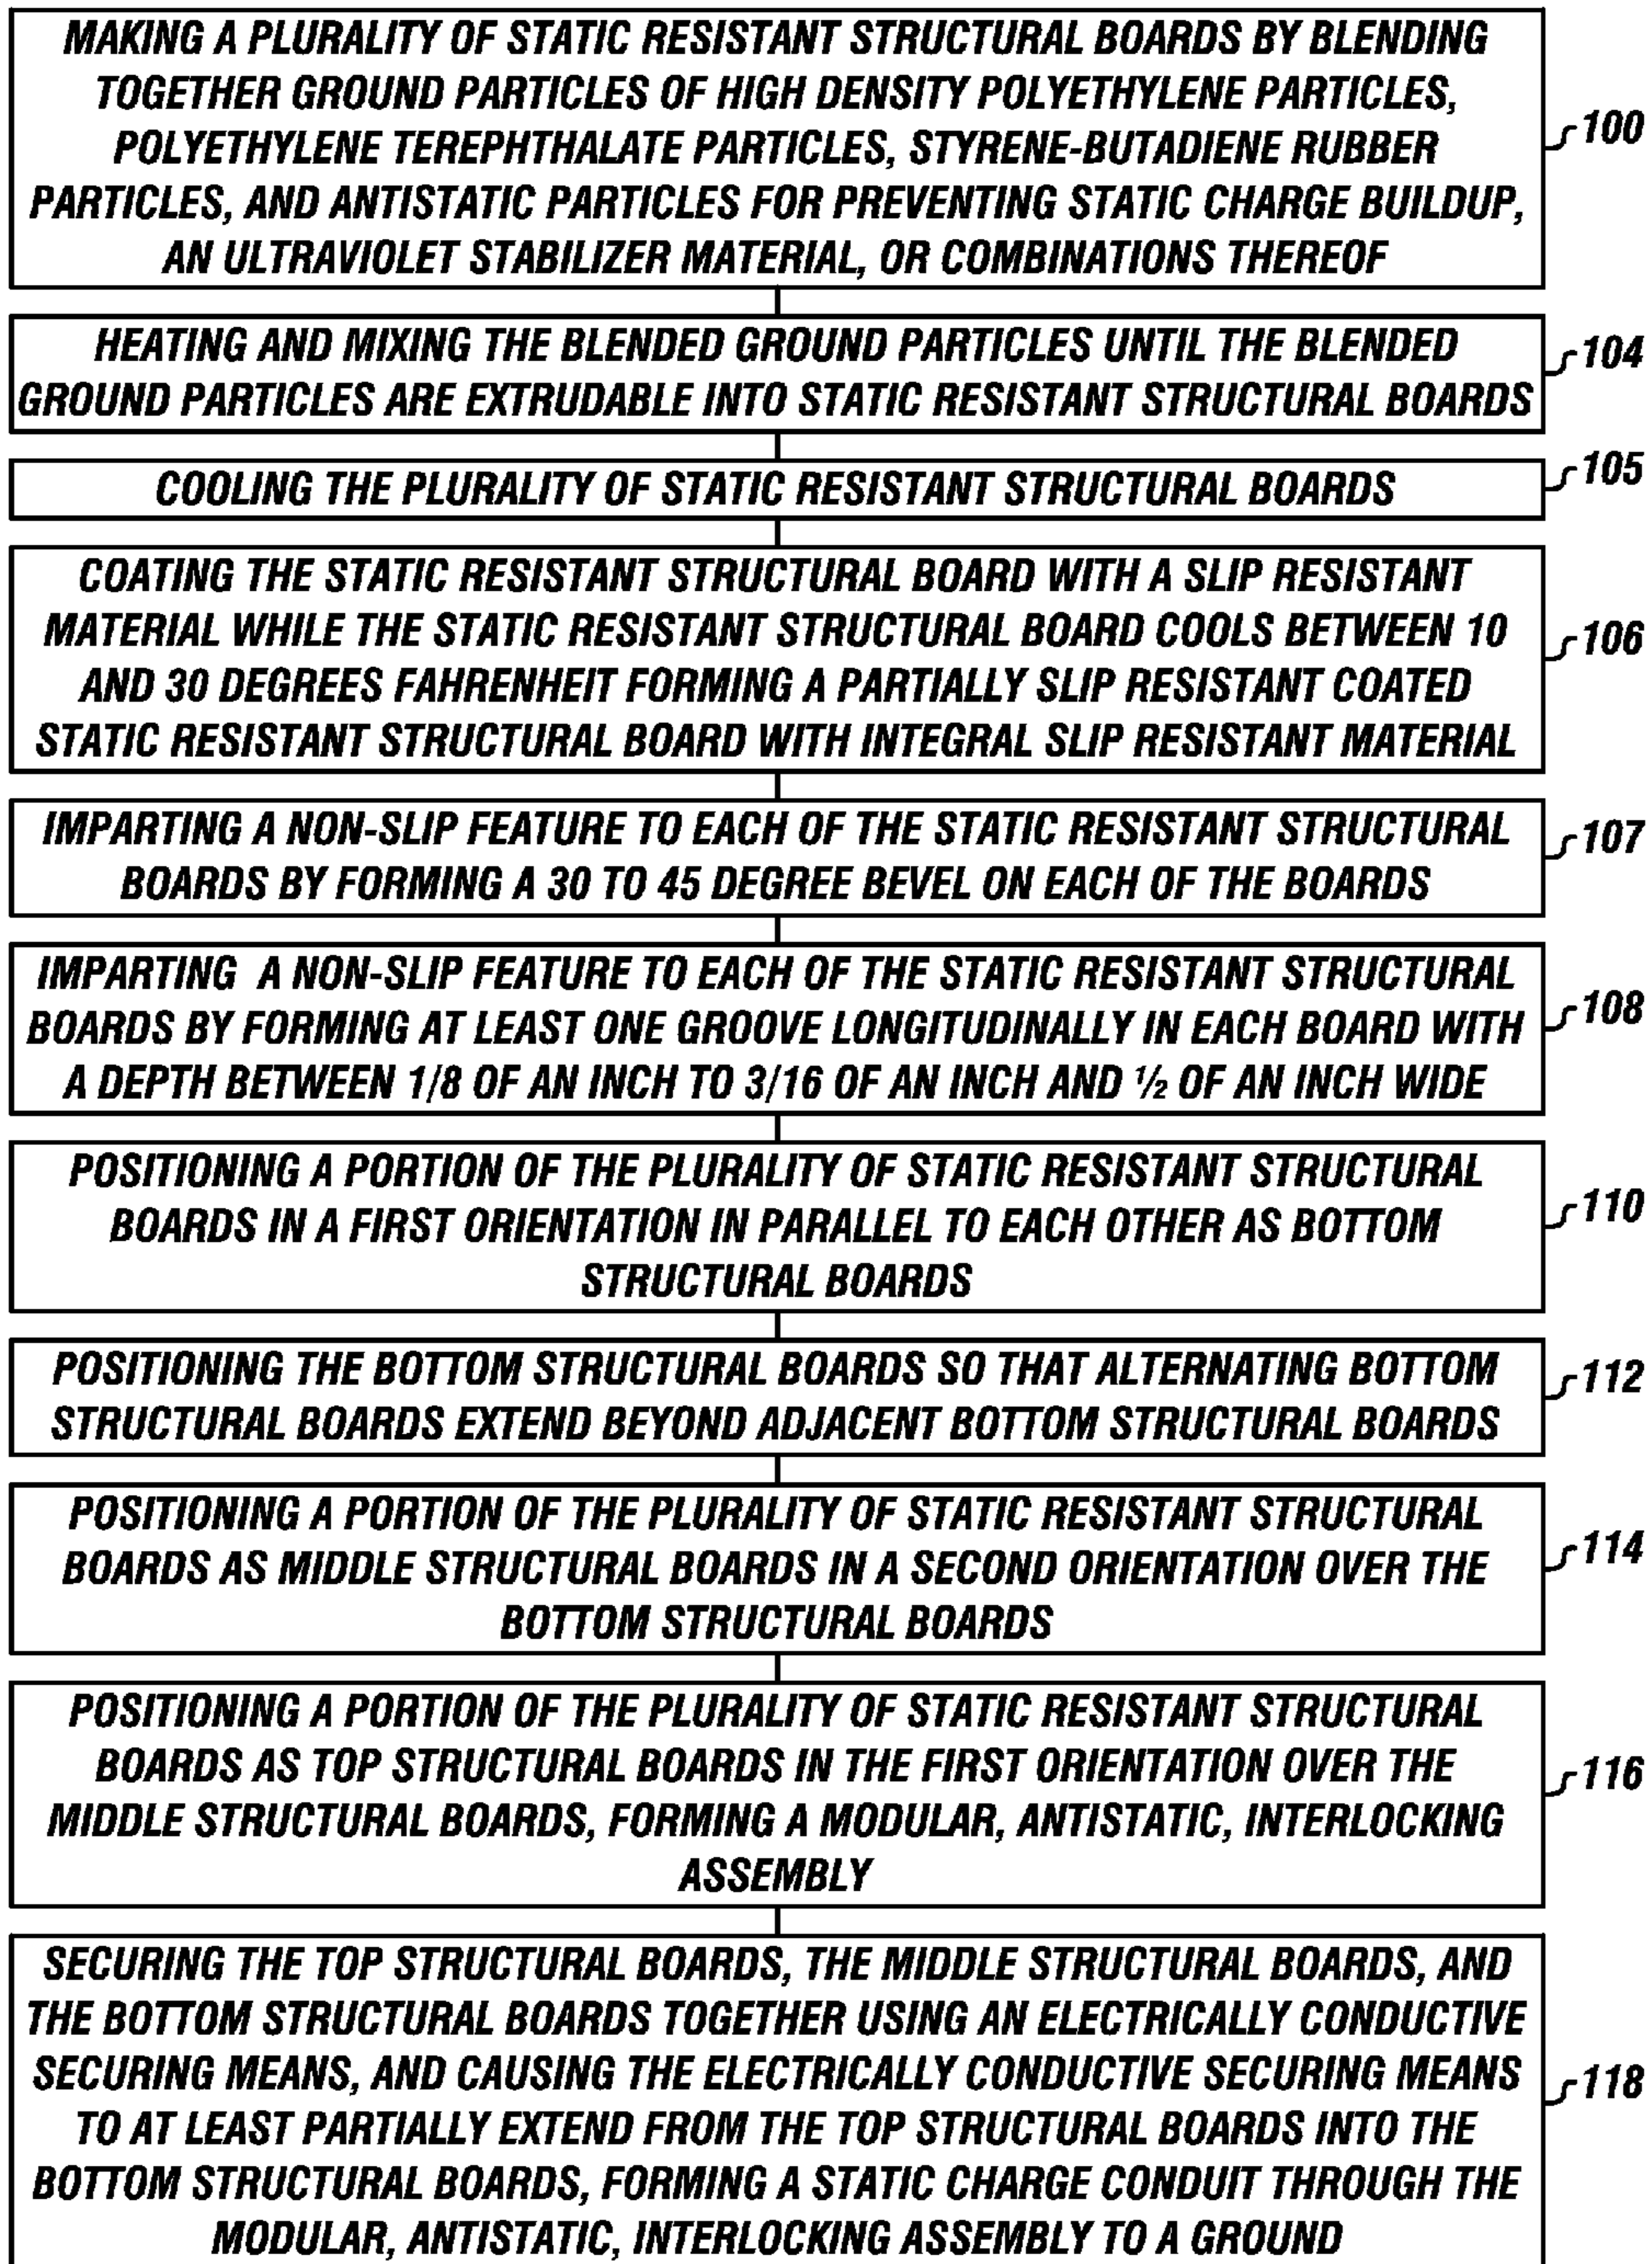 MAKING A PLURALITY OF STATIC RESISTANT STRUCTURAL BOARDS BY BLENDING
TOGETHER GROUND PARTICLES OF HIGH DENSITY POLYETHYLENE PARTICLES,
POLYETHYLENE TEREPHTHALATE PARTICLES, STYRENE-BUTADIENE RUBBER
PARTICLES, AND ANTISTATIC PARTICLES FOR PREVENTING STATIC CHARGE BUILDUP,
AN ULTRAVIOLET STABILIZER MATERIAL, OR COMBINATIONS THEREOF
100
HEATING AND MIXING THE BLENDED GROUND PARTICLES UNTIL THE BLENDED
GROUND PARTICLES ARE EXTRUDABLE INTO STATIC RESISTANT STRUCTURAL BOARDS
104
COOLING THE PLURALITY OF STATIC RESISTANT STRUCTURAL BOARDS
105
COATING THE STATIC RESISTANT STRUCTURAL BOARD WITH A SLIP RESISTANT
MATERIAL WHILE THE STATIC RESISTANT STRUCTURAL BOARD COOLS BETWEEN 10
AND 30 DEGREES FAHRENHEIT FORMING A PARTIALLY SLIP RESISTANT COATED
STATIC RESISTANT STRUCTURAL BOARD WITH INTEGRAL SLIP RESISTANT MATERIAL
106
IMPARTING A NON-SLIP FEATURE TO EACH OF THE STATIC RESISTANT STRUCTURAL
BOARDS BY FORMING A 30 TO 45 DEGREE BEVEL ON EACH OF THE BOARDS
107
IMPARTING A NON-SLIP FEATURE TO EACH OF THE STATIC RESISTANT STRUCTURAL
BOARDS BY FORMING AT LEAST ONE GROOVE LONGITUDINALLY IN EACH BOARD WITH
A DEPTH BETWEEN 1/8 OF AN INCH TO 3/16 OF AN INCH AND ½ OF AN INCH WIDE
108
POSITIONING A PORTION OF THE PLURALITY OF STATIC RESISTANT STRUCTURAL
BOARDS IN A FIRST ORIENTATION IN PARALLEL TO EACH OTHER AS BOTTOM
STRUCTURAL BOARDS
110
POSITIONING THE BOTTOM STRUCTURAL BOARDS SO THAT ALTERNATING BOTTOM
STRUCTURAL BOARDS EXTEND BEYOND ADJACENT BOTTOM STRUCTURAL BOARDS
112
POSITIONING A PORTION OF THE PLURALITY OF STATIC RESISTANT STRUCTURAL
BOARDS AS MIDDLE STRUCTURAL BOARDS IN A SECOND ORIENTATION OVER THE
BOTTOM STRUCTURAL BOARDS
114
POSITIONING A PORTION OF THE PLURALITY OF STATIC RESISTANT STRUCTURAL
BOARDS AS TOP STRUCTURAL BOARDS IN THE FIRST ORIENTATION OVER THE
MIDDLE STRUCTURAL BOARDS, FORMING A MODULAR, ANTISTATIC, INTERLOCKING
ASSEMBLY
116
SECURING THE TOP STRUCTURAL BOARDS, THE MIDDLE STRUCTURAL BOARDS, AND
THE BOTTOM STRUCTURAL BOARDS TOGETHER USING AN ELECTRICALLY CONDUCTIVE
SECURING MEANS, AND CAUSING THE ELECTRICALLY CONDUCTIVE SECURING MEANS
TO AT LEAST PARTIALLY EXTEND FROM THE TOP STRUCTURAL BOARDS INTO THE
BOTTOM STRUCTURAL BOARDS, FORMING A STATIC CHARGE CONDUIT THROUGH THE
MODULAR, ANTISTATIC, INTERLOCKING ASSEMBLY TO A GROUND
118